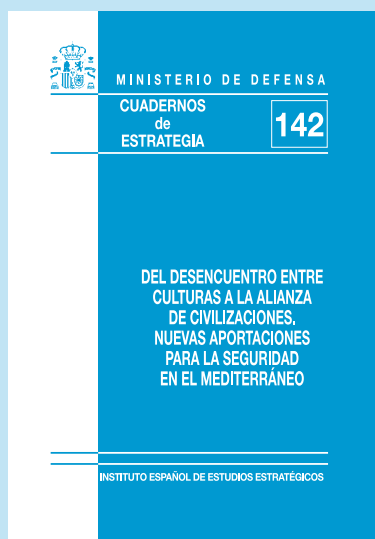 MINISTERIO DE DEFENSA
CUADERNOS
de
ESTRATEGIA
142
DEL DESENCUENTRO ENTRE
CULTURAS A LA ALIANZA
DE CIVILIZACIONES,
NUEVAS APORTACIONES
PARA LA SEGURIDAD
EN EL MEDITERRÁNEO
INSTITUTO ESPAÑOL DE ESTUDIOS ESTRATÉGICOS